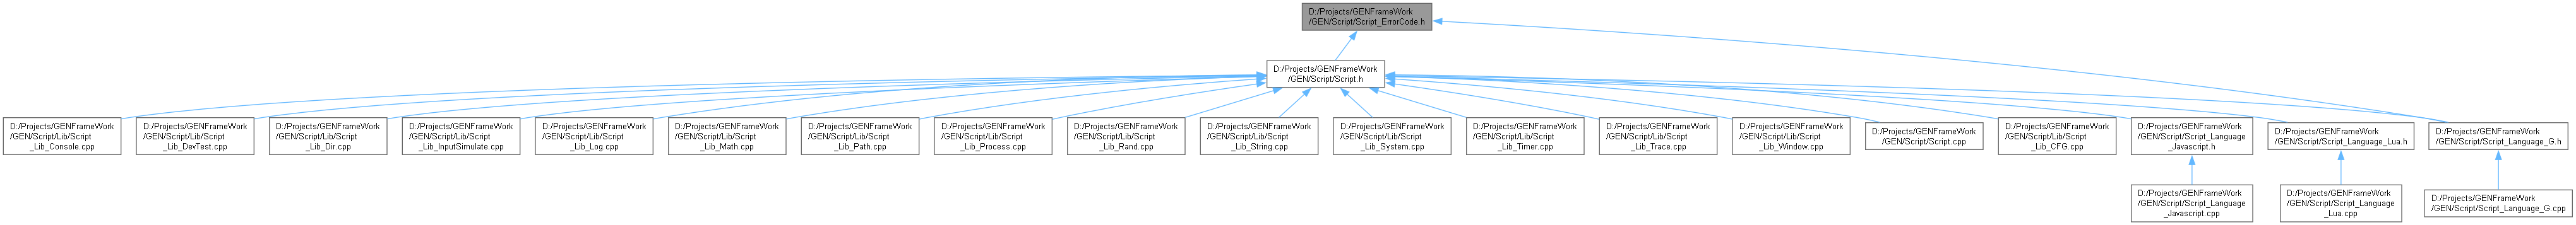 D:/Projects/GENFrameWork
/GEN/Script/Script_ErrorCode.h
D:/Projects/GENFrameWork
/GEN/Script/Script.h
D:/Projects/GENFrameWork
/GEN/Script/Lib/Script
_Lib_Console.cpp
D:/Projects/GENFrameWork
/GEN/Script/Lib/Script
_Lib_DevTest.cpp
D:/Projects/GENFrameWork
/GEN/Script/Lib/Script
_Lib_Dir.cpp
D:/Projects/GENFrameWork
/GEN/Script/Lib/Script
_Lib_InputSimulate.cpp
D:/Projects/GENFrameWork
/GEN/Script/Lib/Script
_Lib_Log.cpp
D:/Projects/GENFrameWork
/GEN/Script/Lib/Script
_Lib_Math.cpp
D:/Projects/GENFrameWork
/GEN/Script/Lib/Script
_Lib_Path.cpp
D:/Projects/GENFrameWork
/GEN/Script/Lib/Script
_Lib_Process.cpp
D:/Projects/GENFrameWork
/GEN/Script/Lib/Script
_Lib_Rand.cpp
D:/Projects/GENFrameWork
/GEN/Script/Lib/Script
_Lib_String.cpp
D:/Projects/GENFrameWork
/GEN/Script/Lib/Script
_Lib_System.cpp
D:/Projects/GENFrameWork
/GEN/Script/Lib/Script
_Lib_Timer.cpp
D:/Projects/GENFrameWork
/GEN/Script/Lib/Script
_Lib_Trace.cpp
D:/Projects/GENFrameWork
/GEN/Script/Lib/Script
_Lib_Window.cpp
D:/Projects/GENFrameWork
/GEN/Script/Script.cpp
D:/Projects/GENFrameWork
/GEN/Script/Lib/Script
_Lib_CFG.cpp
D:/Projects/GENFrameWork
/GEN/Script/Script_Language
_Javascript.h
D:/Projects/GENFrameWork
/GEN/Script/Script_Language_Lua.h
D:/Projects/GENFrameWork
/GEN/Script/Script_Language_G.h
D:/Projects/GENFrameWork
/GEN/Script/Script_Language
_Javascript.cpp
D:/Projects/GENFrameWork
/GEN/Script/Script_Language
_Lua.cpp
D:/Projects/GENFrameWork
/GEN/Script/Script_Language_G.cpp